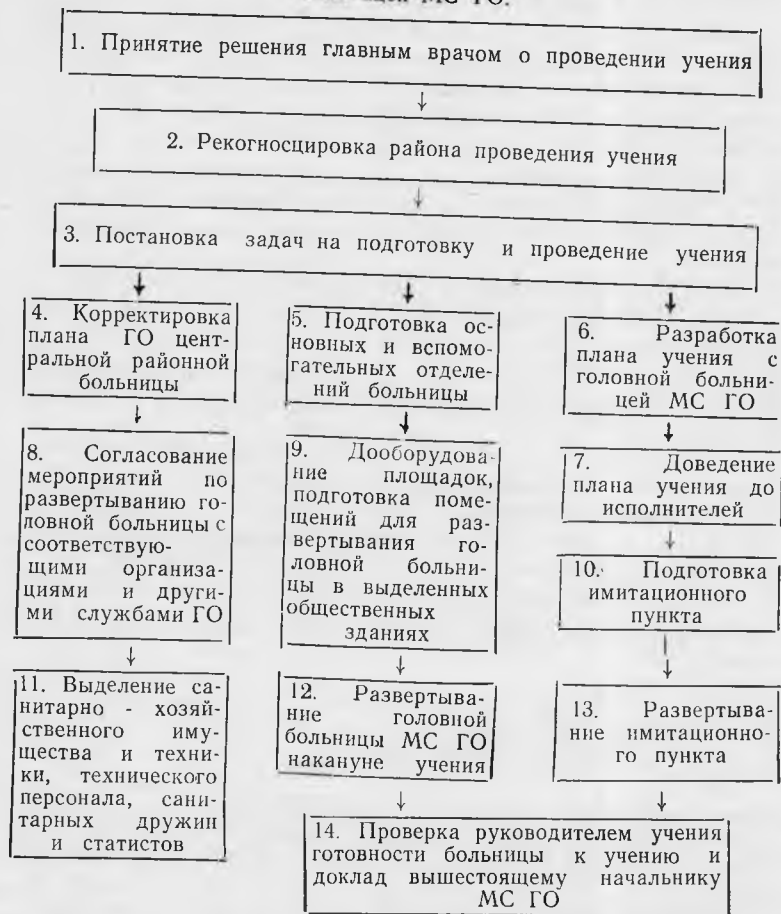 МС ГО.
1. Принятие решения главным врачом о проведении учения
2. Рекогносцировка района проведения учения
3. Постановка задач на подготовку и проведение учения
4. Корректировка
плана ГО цент-
ральной районной
больницы
5. Подготовка ос-
новных и вспомо-
гательных отделе-
ний больницы
6. Разработка
плана учения с
головной больни-
цей МС ГО
8. Согласование
мероприятий по
развертыванию го-
ловной больницы с
соответствую-
щими организа-
циями и други-
ми службами ГО
9. Дооборудова-
ние площадок,
подготовка поме-
щений для раз-
вертывания го-
ловной больни-
цы в выделенных
общественных
зданиях
7. Доведение
плана учения до
исполнителей
10. Подготовка
имитационного
пункта
11. Выделение са-
нитарно - хозяй-
ственного иму-
щества и техни-
ки, технического
персонала, сани-
тарных дружин
и статистов
12. Развертыва-
ние головной
больницы МС ГО
накануне учения
13. Развертыва-
ние имитационно-
го пункта
14. Проверка руководителем учения
готовности больницы к учению и
доклад вышестоящему начальнику
МС ГО